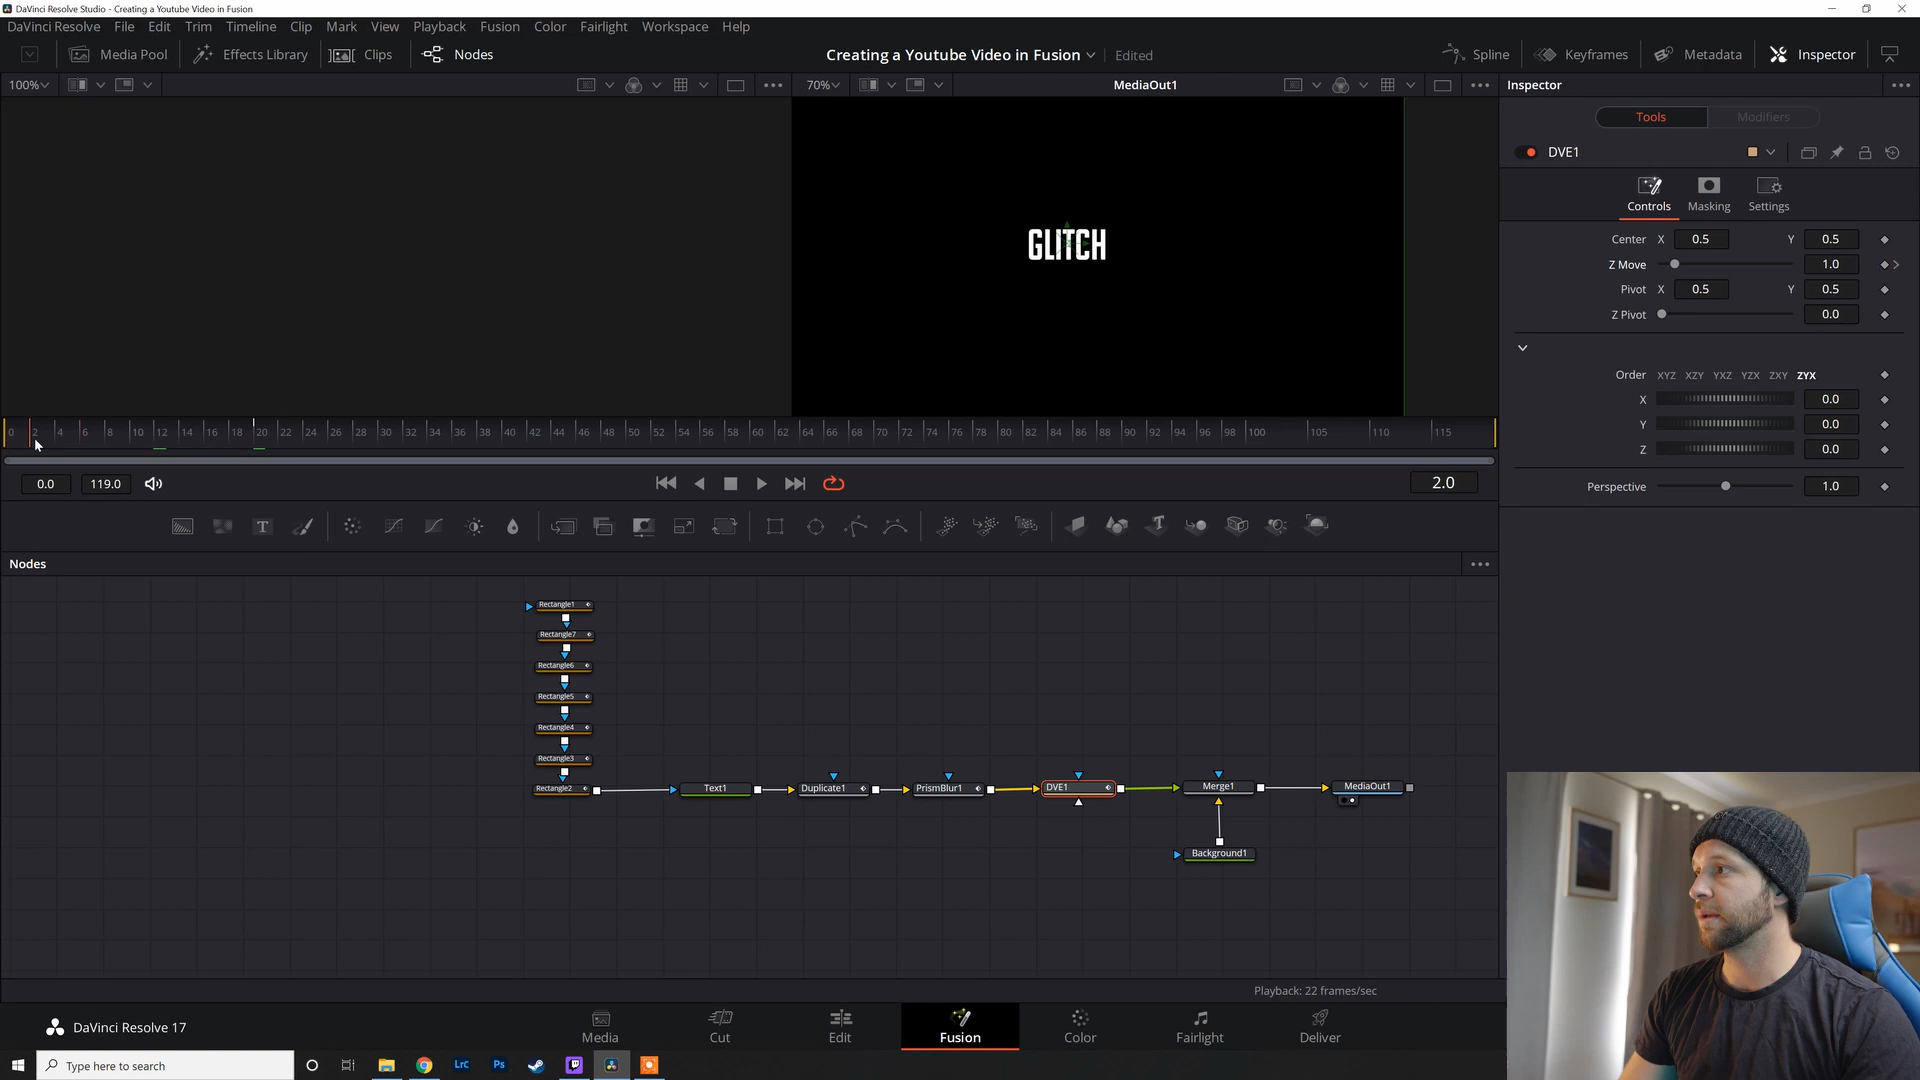 DaVinci Resolve Studio - Creating a Youtube Video in Fusion
DaVinci Resolve File Edit Trim Timeline Clip Mark View Playback Fusion Color Fairlight Workspace Help
Media Pool Effects Library Clips Nodes Creating a Youtube Video in Fusion Edited Spline Keyframes Metadata Inspector
100% 70% MediaOut1 Inspector
Tools Modifiers
DVE1
Controls Masking Settings
Center X 0.5 Y 0.5
Z Move 1.0
Pivot X 0.5 Y 0.5
Z Pivot 0.0
Order XYZ XZY YXZ YZX ZXY ZYX
X 0.0
Y 0.0
Z 0.0
Perspective 1.0
GLITCH
0 2 4 6 8 10 12 14 16 18 20 22 24 26 28 30 32 34 36 38 40 42 44 46 48 50 52 54 56 58 60 62 64 66 68 70 72 74 76 78 80 82 84 86 88 90 92 94 96 98 100 105 110 115
0.0 119.0 2.0
Nodes
Rectangle1
Rectangle7
Rectangle6
Rectangle5
Rectangle4
Rectangle3
Rectangle2 Text1 Duplicate1 PrismBlur1 DVE1 Merge1 MediaOut1
Background1
Playback: 22 frames/sec
DaVinci Resolve 17 Media Cut Edit Fusion Color Fairlight Deliver
Type here to search LrC Ps